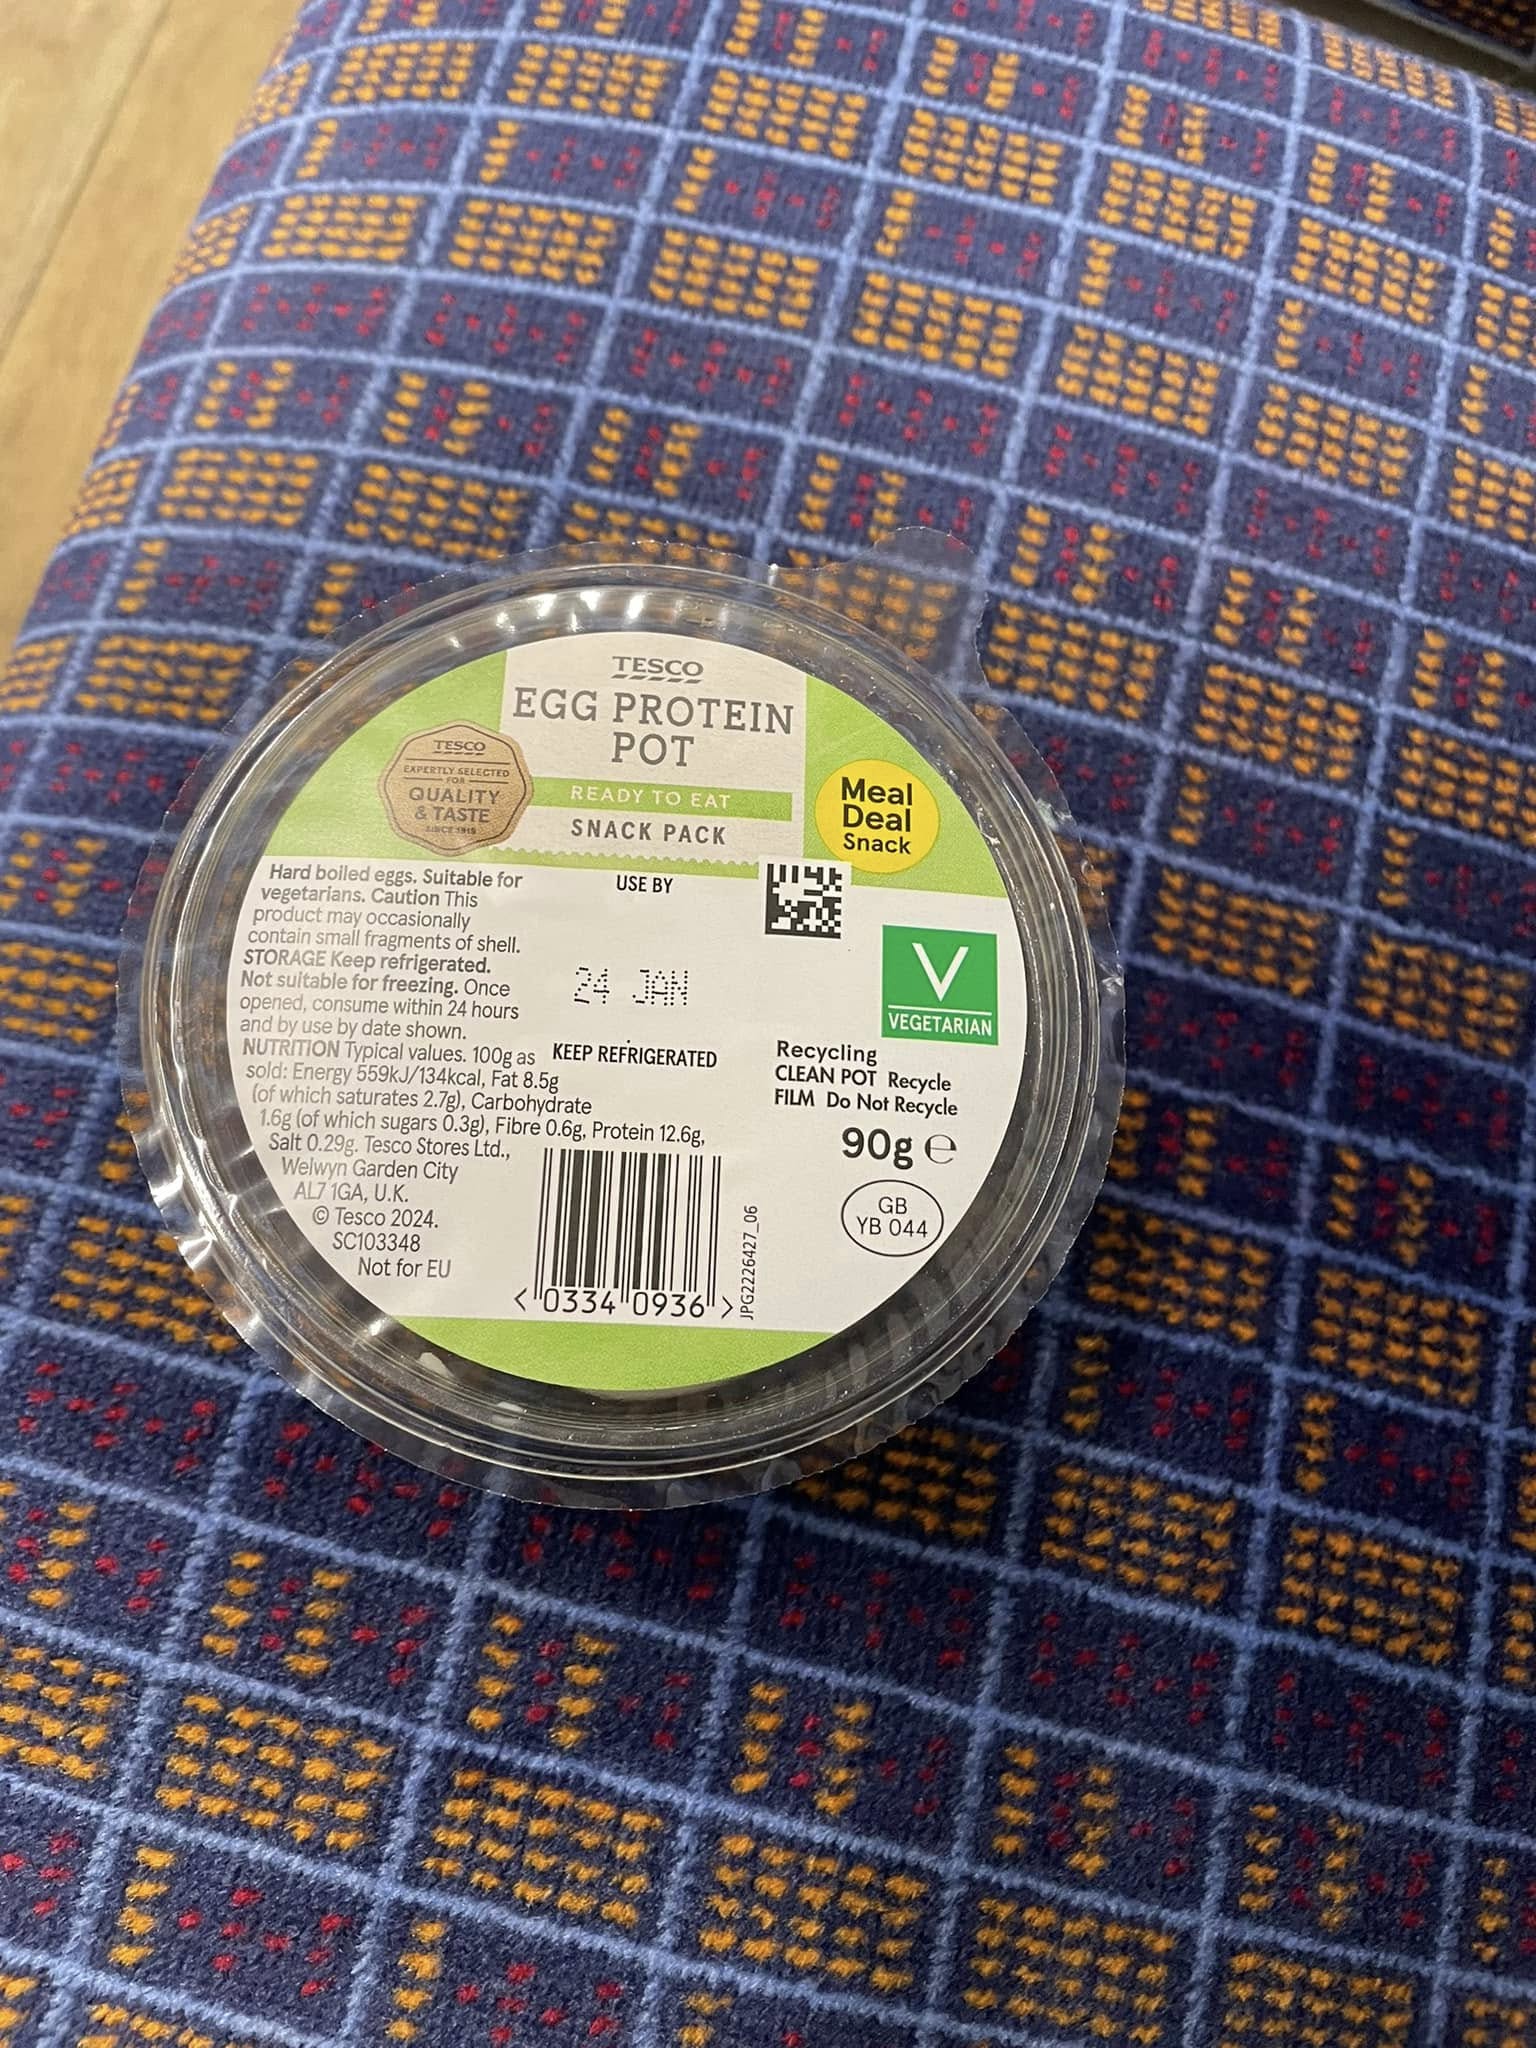 TESCO
EGG PROTEIN
POT
READY TO EAT
SNACK PACK
TESCO
EXPERTLY SELECTED
FOR
QUALITY
& TASTE
SINCE 1919
Meal
Deal
Snack
Hard boiled eggs. Suitable for
vegetarians. Caution This
product may occasionally
contain small fragments of shell.
STORAGE Keep refrigerated.
Not suitable for freezing. Once
opened, consume within 24 hours
and by use by date shown.
NUTRITION Typical values. 100g as
sold: Energy 559kJ/134kcal, Fat 8.5g
(of which saturates 2.7g), Carbohydrate
1.6g (of which sugars 0.3g), Fibre 0.6g, Protein 12.6g,
Salt 0.29g. Tesco Stores Ltd.,
Welwyn Garden City
AL7 1GA, U.K.
© Tesco 2024.
SC103348
Not for EU
USE BY
24 JAN
KEEP REFRIGERATED
V
VEGETARIAN
Recycling
CLEAN POT Recycle
FILM Do Not Recycle
90g ℮
GB
YB 044
<0334 0936>
JPG2226427_06